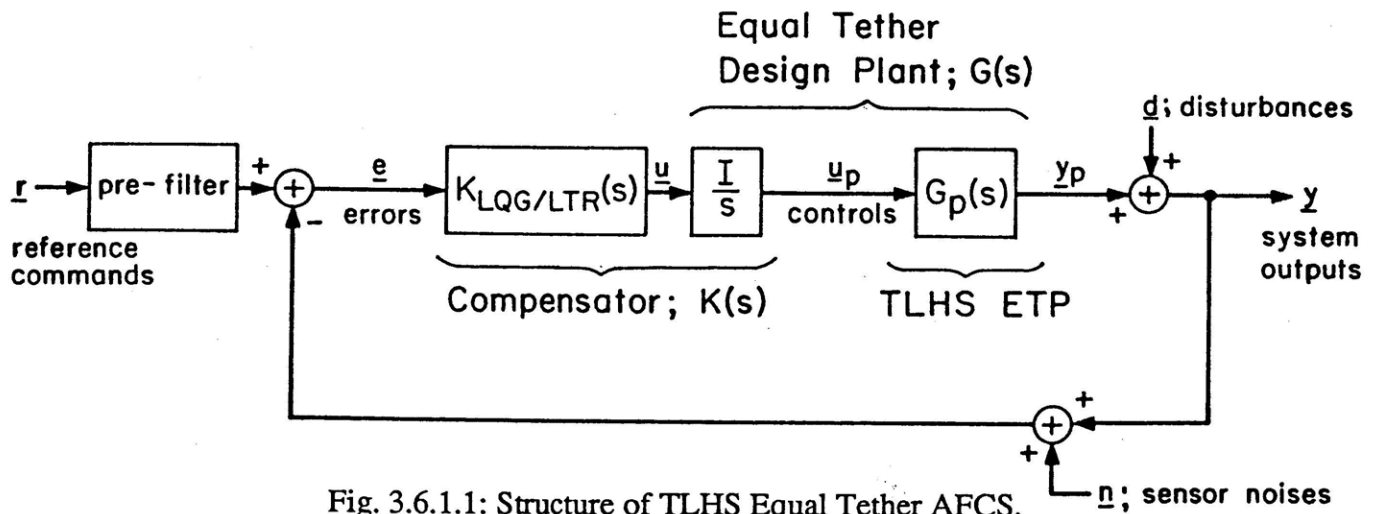 Equal Tether
Design Plant; G(s)
d; disturbances
+
r
pre-filter
+
+
-
e
errors
K_LQG/LTR(s)
u
I/s
u_p
controls
G_p(s)
y_p
+
+
y
reference
commands
system
outputs
Compensator; K(s)
TLHS ETP
+
+
+
n; sensor noises
Fig. 3.6.1.1: Structure of TLHS Equal Tether AFCS.